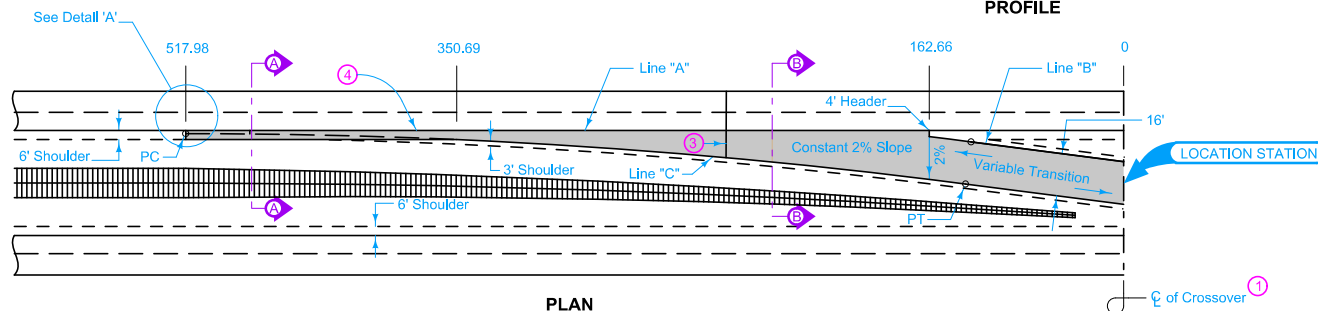 PROFILE
See Detail 'A'
517.98
350.69
162.66
0
A
B
4
Line "A"
Line "B"
4' Header
16'
6' Shoulder
PC
3' Shoulder
3
Line "C"
Constant 2% Slope
2%
Variable Transition
LOCATION STATION
A
6' Shoulder
B
PT
PLAN
℄ of Crossover 1